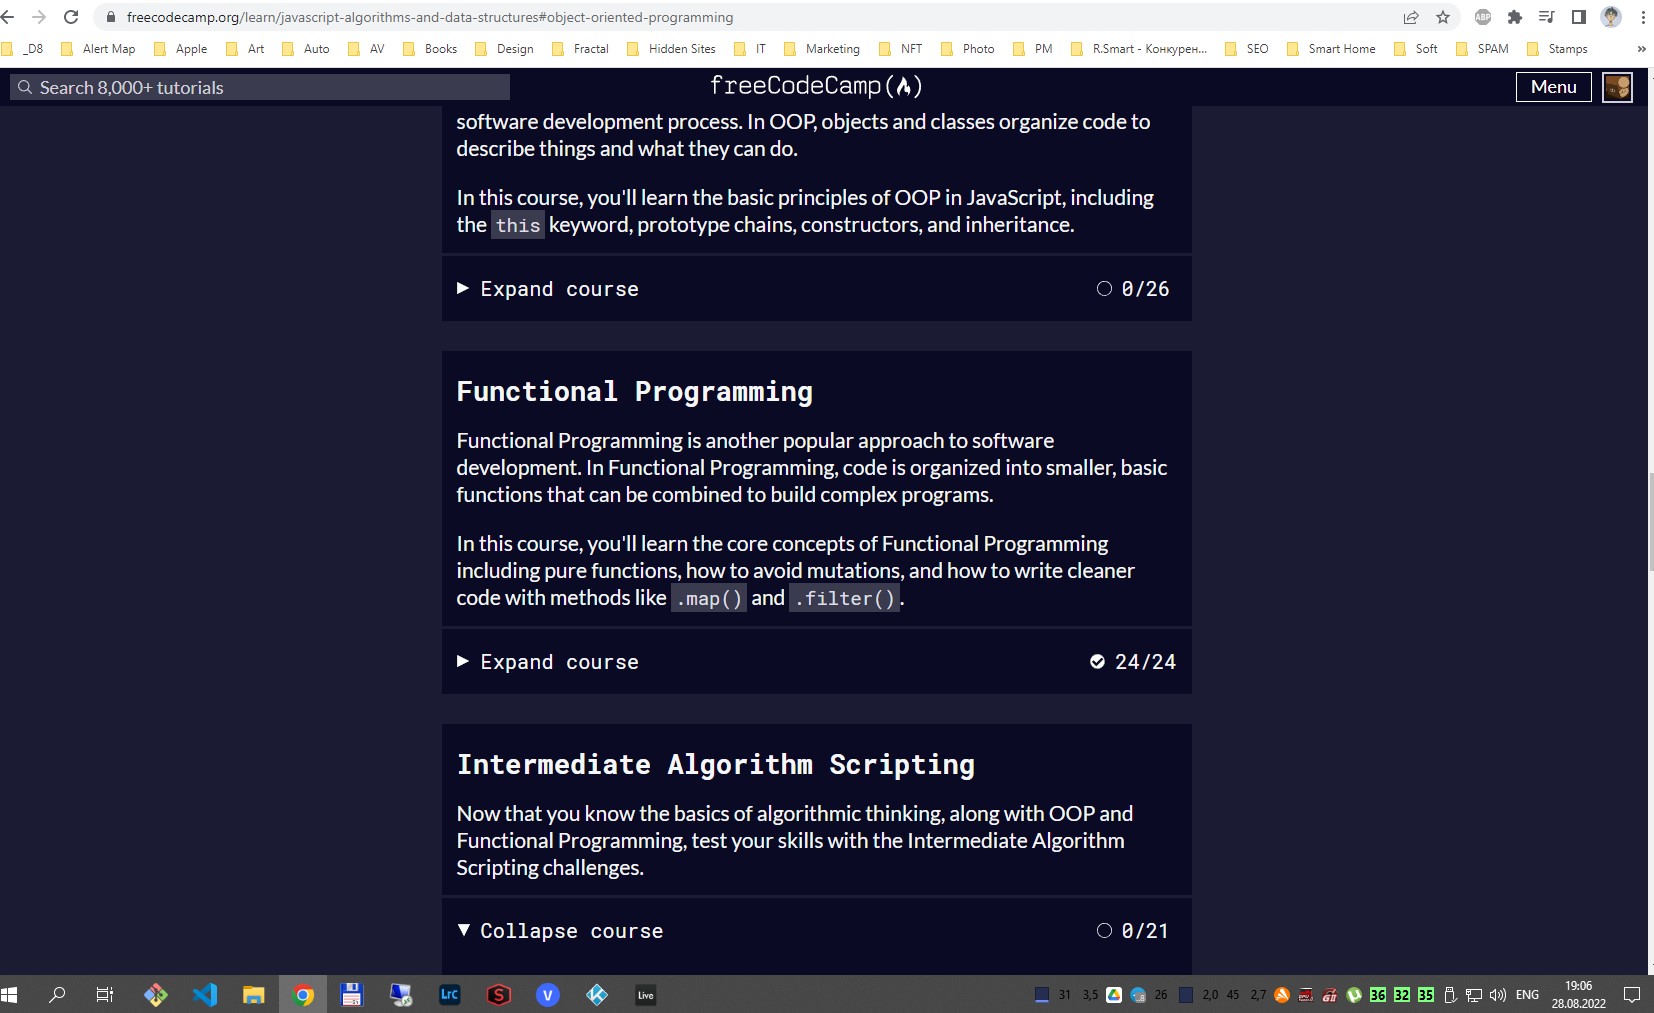 freecodecamp.org/learn/javascript-algorithms-and-data-structures#object-oriented-programming
ABP
_D8 Alert Map Apple Art Auto AV Books Design Fractal Hidden Sites IT Marketing NFT Photo PM R.Smart - Конкурен... SEO Smart Home Soft SPAM Stamps »
Search 8,000+ tutorials freeCodeCamp Menu
software development process. In OOP, objects and classes organize code to
describe things and what they can do.
In this course, you'll learn the basic principles of OOP in JavaScript, including
the this keyword, prototype chains, constructors, and inheritance.
Expand course 0/26
Functional Programming
Functional Programming is another popular approach to software
development. In Functional Programming, code is organized into smaller, basic
functions that can be combined to build complex programs.
In this course, you'll learn the core concepts of Functional Programming
including pure functions, how to avoid mutations, and how to write cleaner
code with methods like .map() and .filter().
Expand course 24/24
Intermediate Algorithm Scripting
Now that you know the basics of algorithmic thinking, along with OOP and
Functional Programming, test your skills with the Intermediate Algorithm
Scripting challenges.
Collapse course 0/21
LrC S V Live 31 3,5 26 2,0 45 2,7 36 32 35 ENG 19:06
28.08.2022